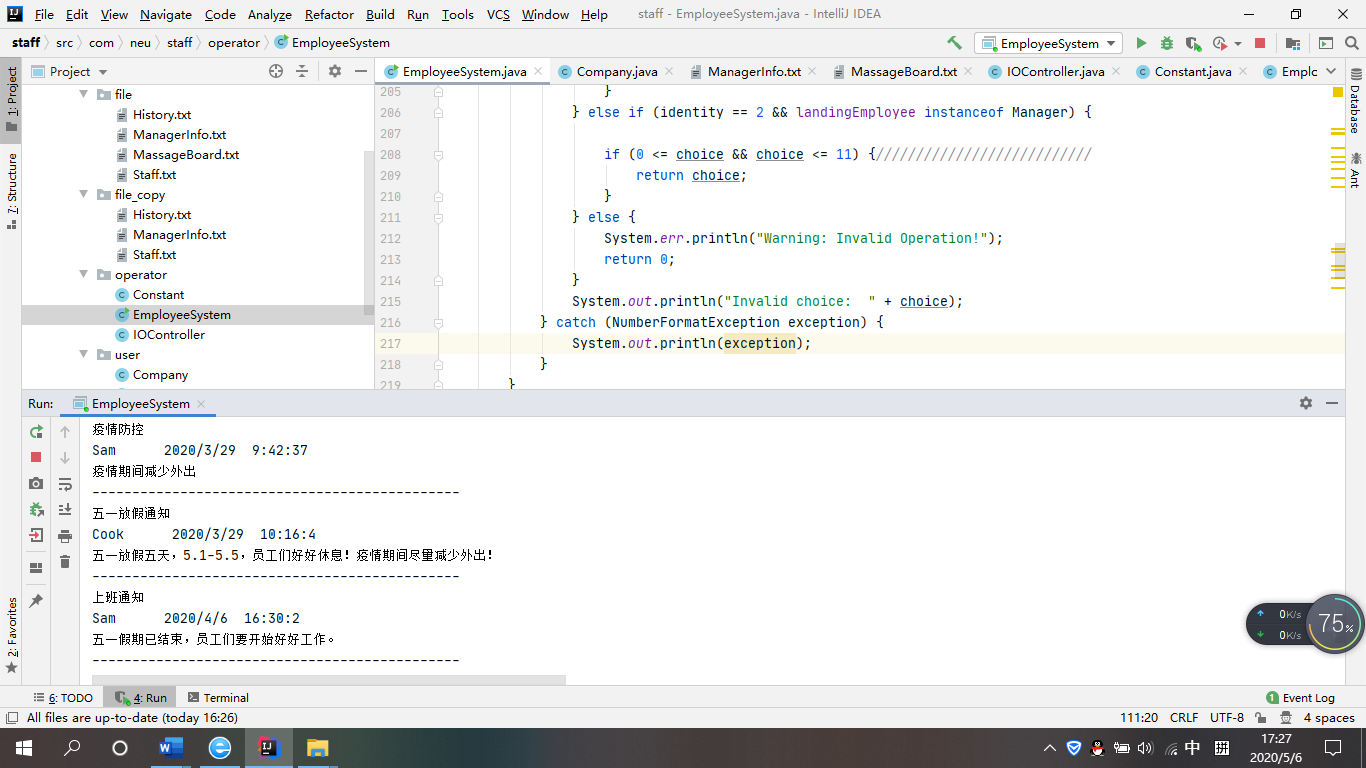 File Edit View Navigate Code Analyze Refactor Build Run Tools VCS Window Help staff - EmployeeSystem.java - IntelliJ IDEA
staff src com neu staff operator EmployeeSystem EmployeeSystem
Project EmployeeSystem.java Company.java ManagerInfo.txt MassageBoard.txt IOController.java Constant.java Emplc
1: Project
7: Structure
2: Favorites
Database
Ant
file
History.txt
ManagerInfo.txt
MassageBoard.txt
Staff.txt
file_copy
History.txt
ManagerInfo.txt
Staff.txt
operator
Constant
EmployeeSystem
IOController
user
Company
205 }
206 } else if (identity == 2 && landingEmployee instanceof Manager) {
207
208 if (0 <= choice && choice <= 11) {///////////////////////////
209 return choice;
210 }
211 } else {
212 System.err.println("Warning: Invalid Operation!");
213 return 0;
214 }
215 System.out.println("Invalid choice:  " + choice);
216 } catch (NumberFormatException exception) {
217 System.out.println(exception);
218 }
219 }
Run: EmployeeSystem
疫情防控
Sam      2020/3/29  9:42:37
疫情期间减少外出
----------------------------------------------
五一放假通知
Cook      2020/3/29  10:16:4
五一放假五天，5.1-5.5，员工们好好休息！疫情期间尽量减少外出！
----------------------------------------------
上班通知
Sam      2020/4/6  16:30:2
五一假期已结束，员工们要开始好好工作。
----------------------------------------------
0K/s
0K/s
75%
6: TODO 4: Run Terminal 1 Event Log
All files are up-to-date (today 16:26) 111:20 CRLF UTF-8 4 spaces
中 拼 17:27
2020/5/6